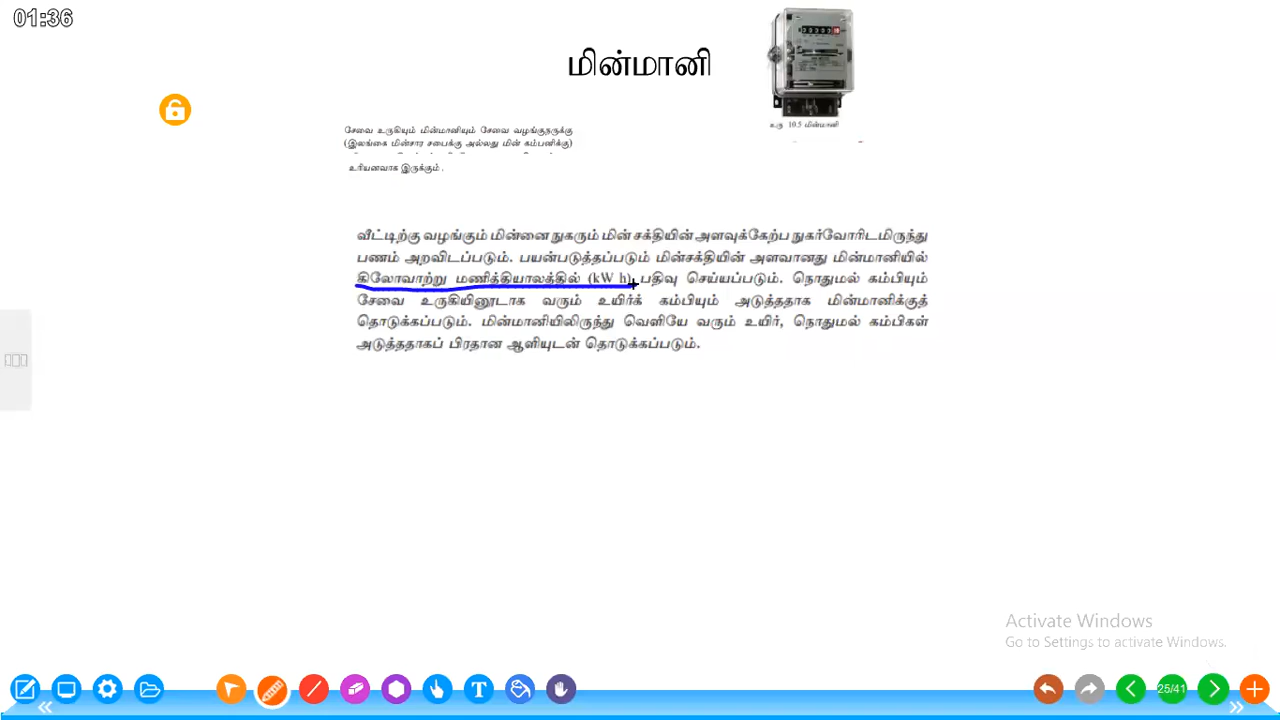 01:36
மின்மானி
உரு 10.5 மின்மானி
சேவை உருகியும் மின்மானியும் சேவை வழங்குநருக்கு
(இலங்கை மின்சார சபைக்கு அல்லது மின் கம்பனிக்கு)
உரியனவாக இருக்கும்.
வீட்டிற்கு வழங்கும் மின்னை நுகரும் மின் சக்தியின் அளவுக்கேற்ப நுகர்வோரிடமிருந்து
பணம் அறவிடப்படும். பயன்படுத்தப்படும் மின்சக்தியின் அளவானது மின்மானியில்
கிலோவாற்று மணித்தியாலத்தில் (kW h) பதிவு செய்யப்படும். நொதுமல் கம்பியும்
சேவை உருகியினூடாக வரும் உயிர்க் கம்பியும் அடுத்ததாக மின்மானிக்குத்
தொடுக்கப்படும். மின்மானியிலிருந்து வெளியே வரும் உயிர், நொதுமல் கம்பிகள்
அடுத்ததாகப் பிரதான ஆளியுடன் தொடுக்கப்படும்.
Activate Windows
Go to Settings to activate Windows.
25/41